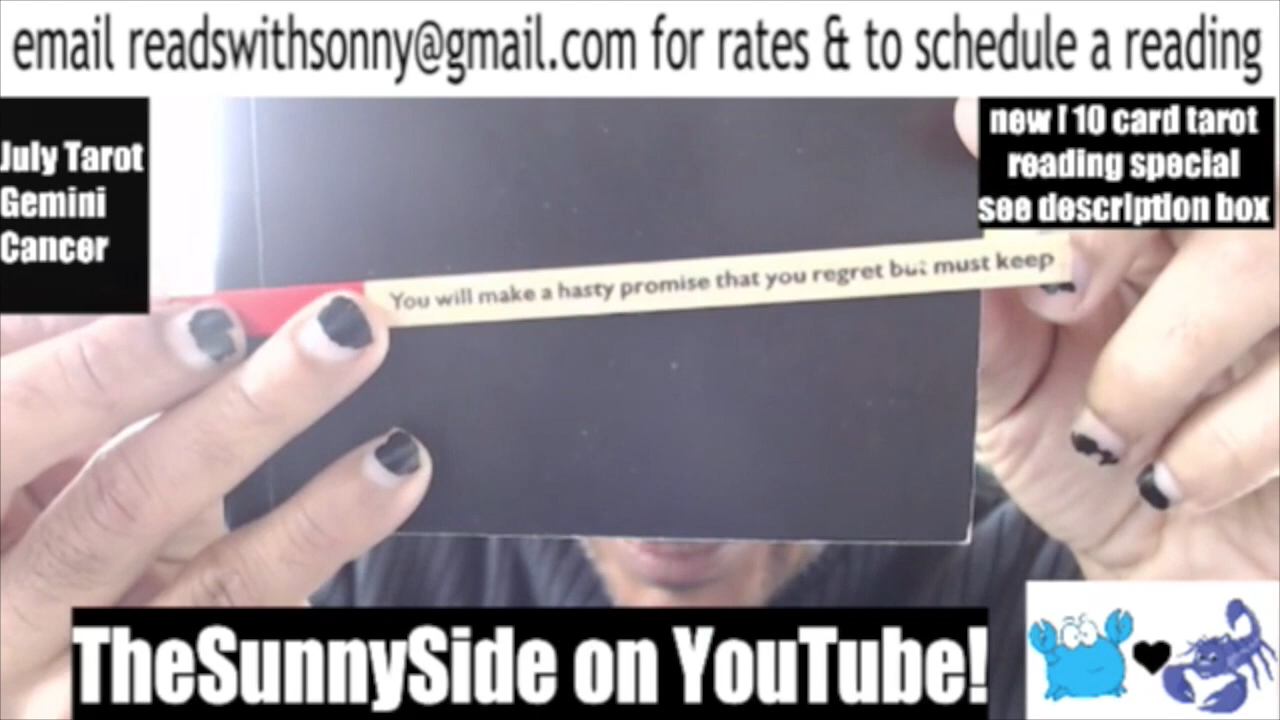 email readswithsonny@gmail.com for rates & to schedule a reading
July Tarot
Gemini
Cancer
new ! 10 card tarot
reading special
see description box
You will make a hasty promise that you regret but must keep
TheSunnySide on YouTube!